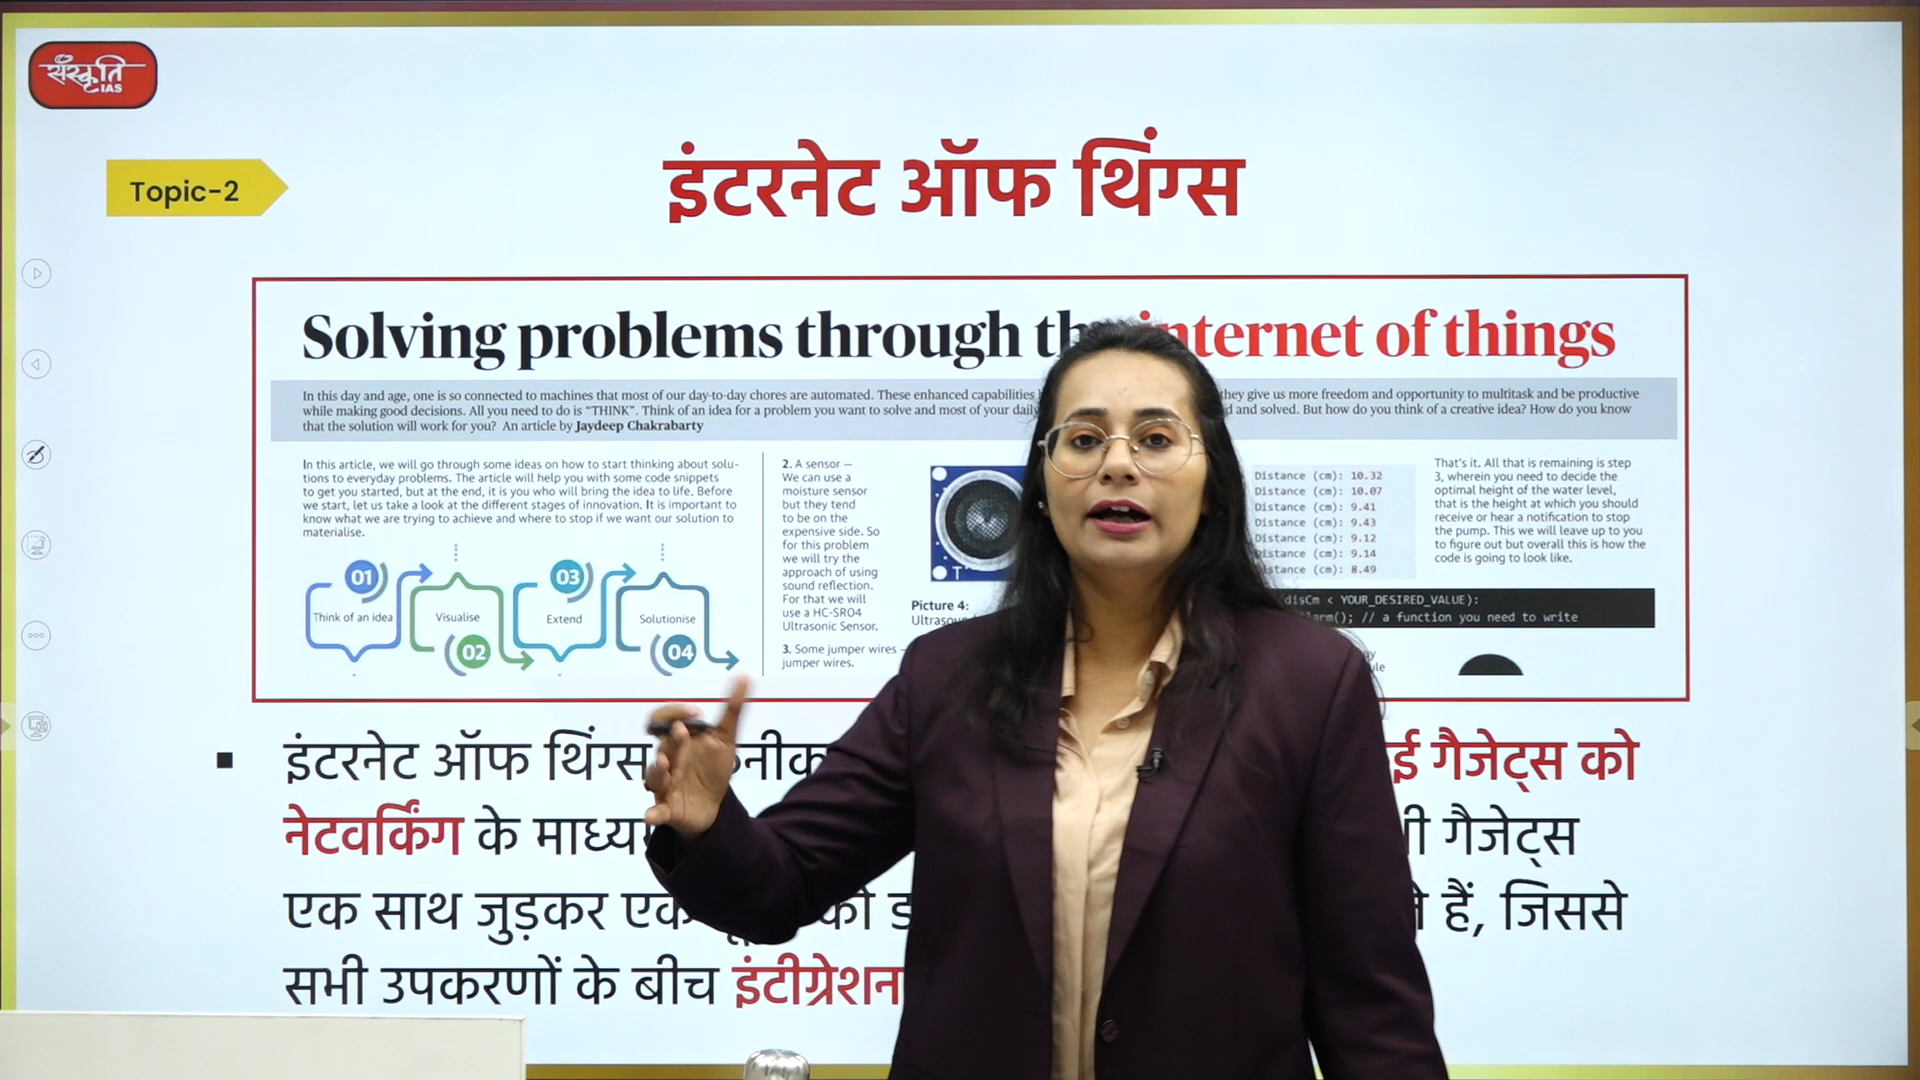 संस्कृति
IAS
Topic-2
इंटरनेट ऑफ थिंग्स
Solving problems through the internet of things
In this day and age, one is so connected to machines that most of our day-to-day chores are automated. These enhanced capabilities they give us more freedom and opportunity to multitask and be productive
while making good decisions. All you need to do is “THINK”. Think of an idea for a problem you want to solve and most of your daily and solved. But how do you think of a creative idea? How do you know
that the solution will work for you? An article by Jaydeep Chakrabarty
In this article, we will go through some ideas on how to start thinking about solu-
tions to everyday problems. The article will help you with some code snippets
to get you started, but at the end, it is you who will bring the idea to life. Before
we start, let us take a look at the different stages of innovation. It is important to
know what we are trying to achieve and where to stop if we want our solution to
materialise.
01
Think of an idea
Visualise
02
03
Extend
Solutionise
04
2. A sensor —
We can use a
moisture sensor
but they tend
to be on the
expensive side. So
for this problem
we will try the
approach of using
sound reflection.
For that we will
use a HC-SR04
Ultrasonic Sensor.
3. Some jumper wires –
jumper wires.
T
Picture 4:
Distance (cm): 10.32
Distance (cm): 10.07
Distance (cm): 9.41
Distance (cm): 9.43
Distance (cm): 9.12
Distance (cm): 9.14
Distance (cm): 8.49
disCm < YOUR_DESIRED_VALUE):
// a function you need to write
That's it. All that is remaining is step
3, wherein you need to decide the
optimal height of the water level,
that is the height at which you should
receive or hear a notification to stop
the pump. This we will leave up to you
to figure out but overall this is how the
code is going to look like.
इंटरनेट ऑफ थिंग्स गैजेट्स को
नेटवर्किंग के गैजेट्स
एक साथ जुड़कर एक को हैं, जिससे
सभी उपकरणों के बीच इंटीग्रेशन